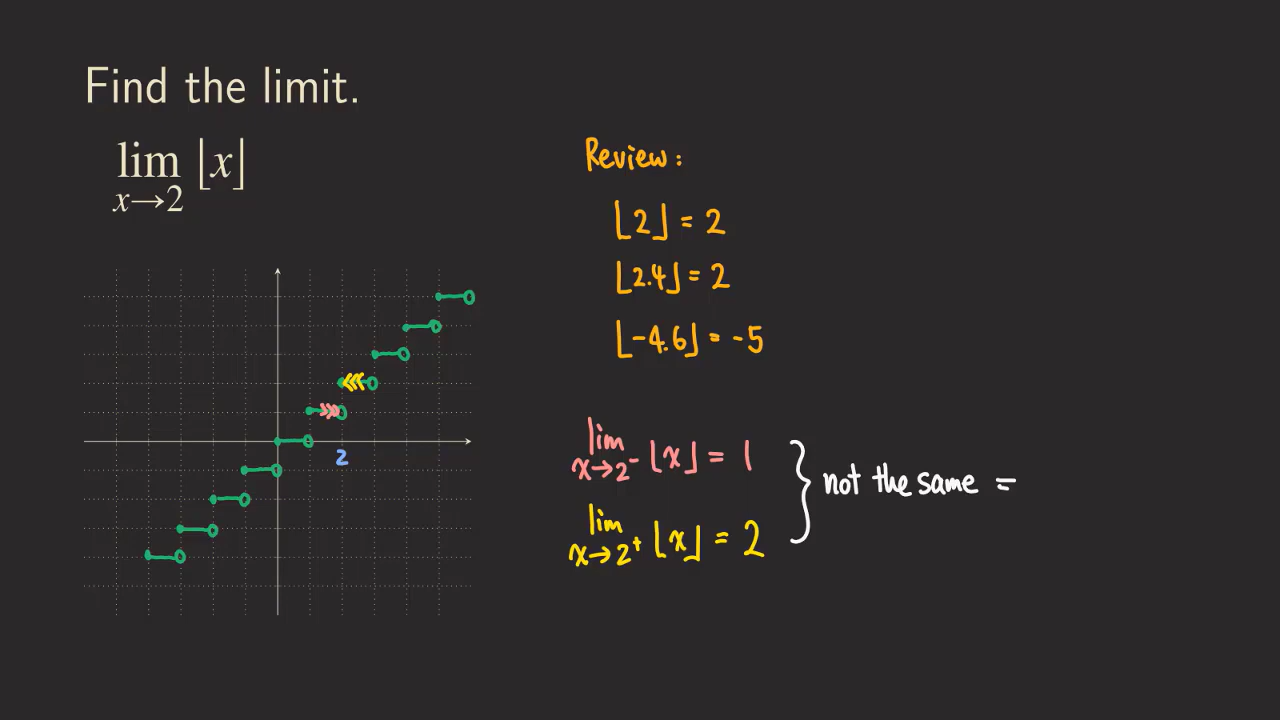 Find the limit.
lim ⌊x⌋
x→2
Review:
⌊2⌋ = 2
⌊2.4⌋ = 2
⌊-4.6⌋ = -5
2
lim ⌊x⌋ = 1
x→2⁻
lim ⌊x⌋ = 2
x→2⁺
not the same =